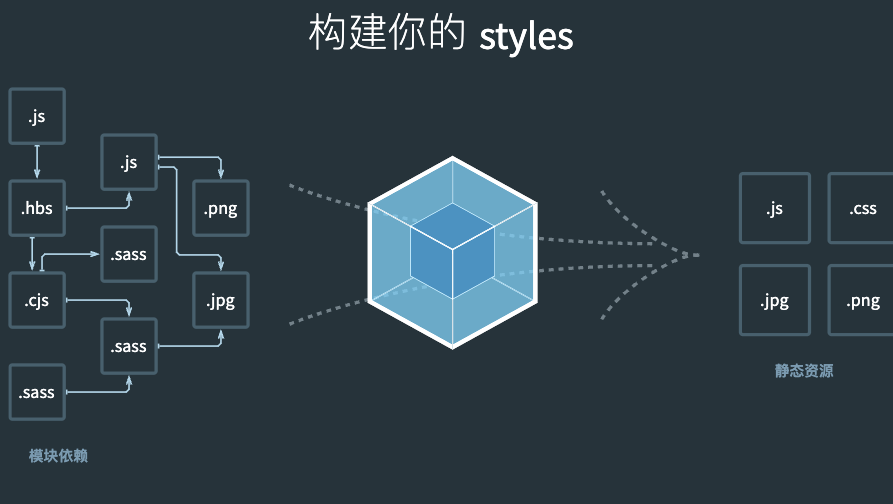 构建你的 styles
.js
.js
.hbs
.png
.sass
.cjs
.jpg
.sass
.sass
模块依赖
.js
.css
.jpg
.png
静态资源